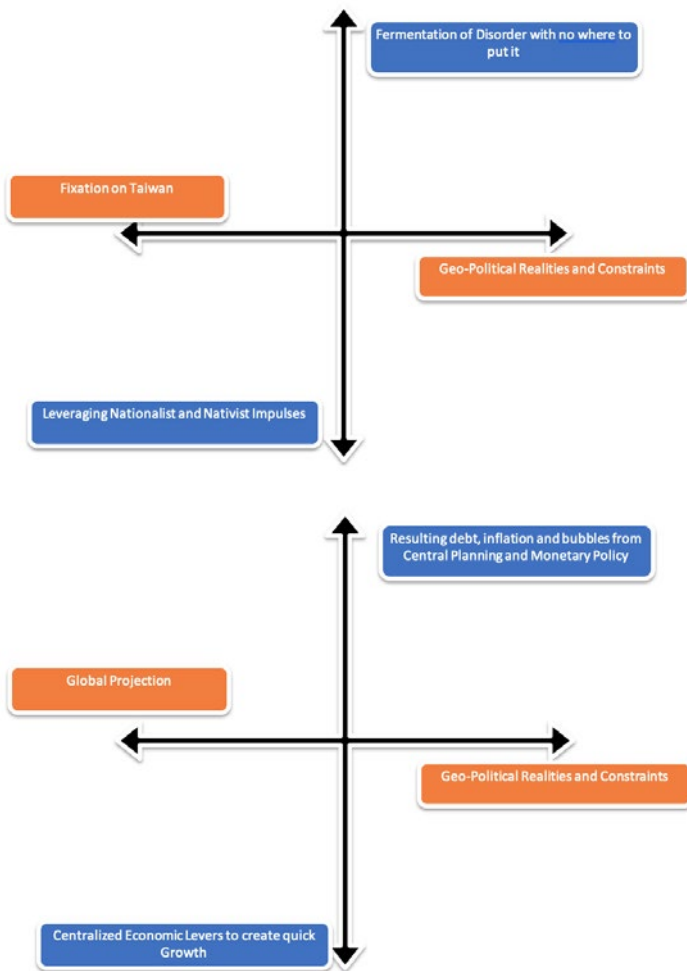 Fermentation of Disorder with no where to
put it
Fixation on Taiwan
Geo-Political Realities and Constraints
Leveraging Nationalist and Nativist Impulses
Resulting debt, inflation and bubbles from
Central Planning and Monetary Policy
Global Projection
Geo-Political Realities and Constraints
Centralized Economic Levers to create quick
Growth